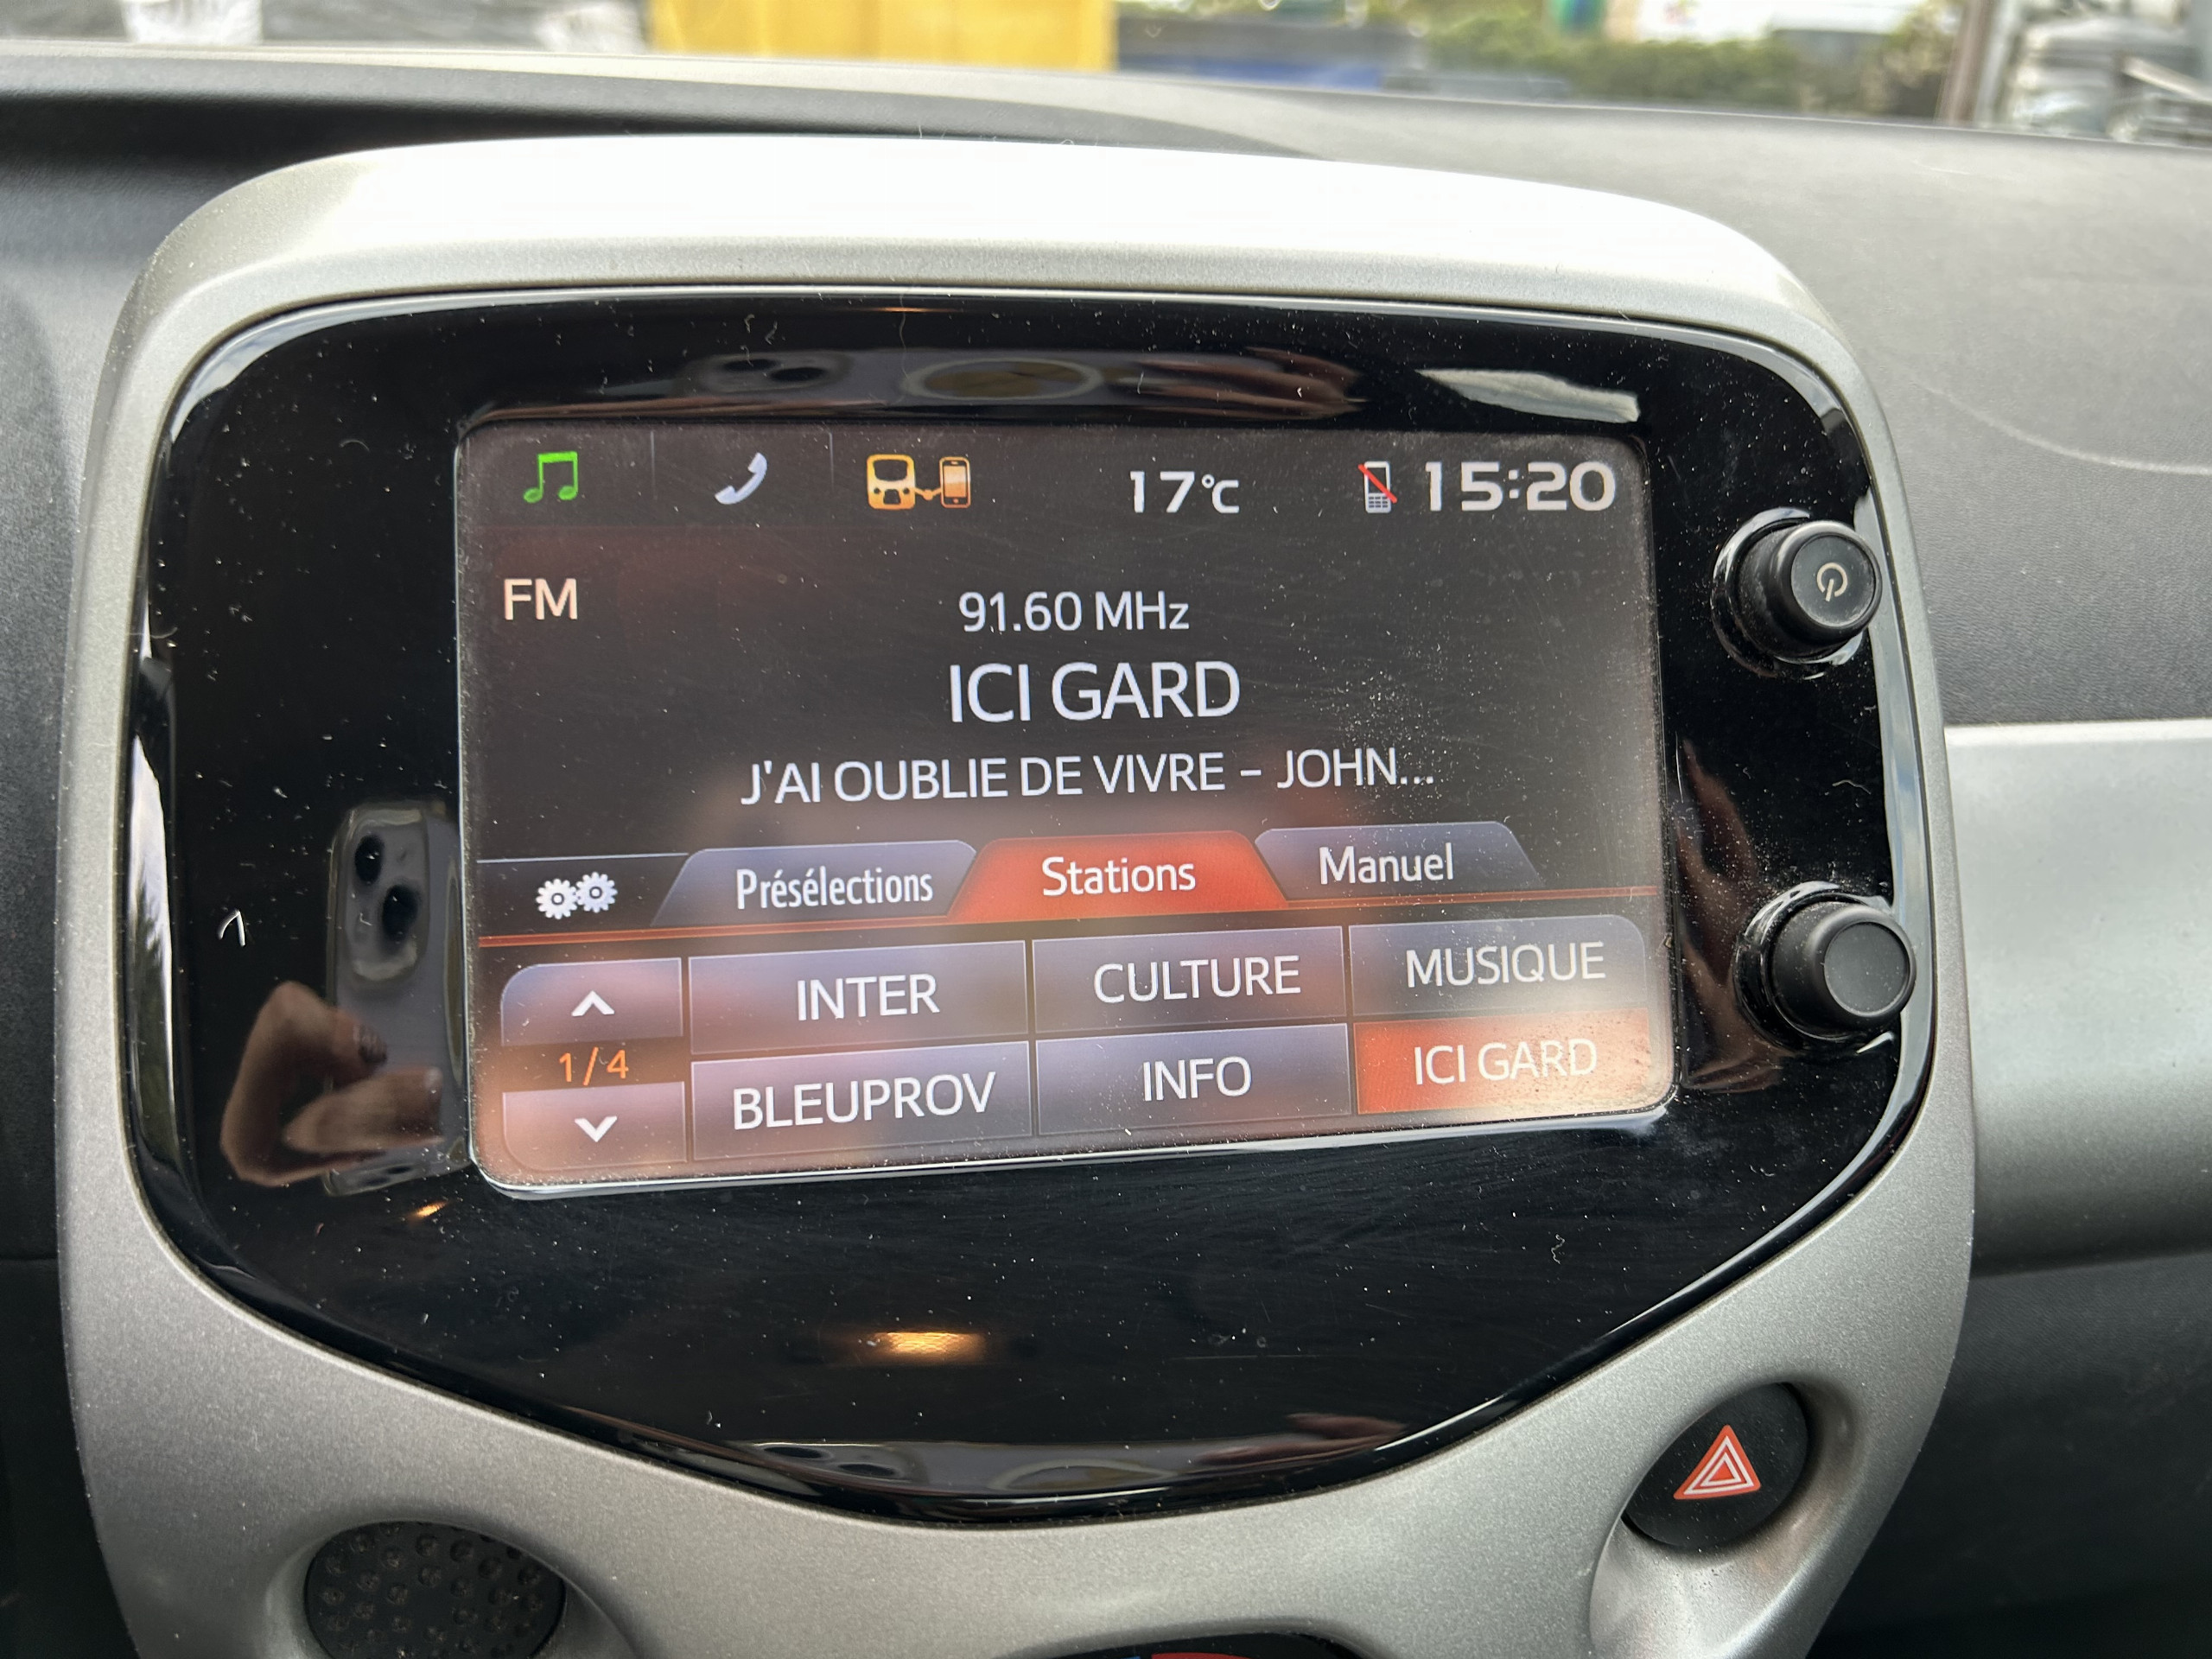 17°C 15:20
FM
91.60 MHz
ICI GARD
J'AI OUBLIE DE VIVRE - JOHN...
Présélections Stations Manuel
INTER CULTURE MUSIQUE
1/4
BLEUPROV INFO ICI GARD